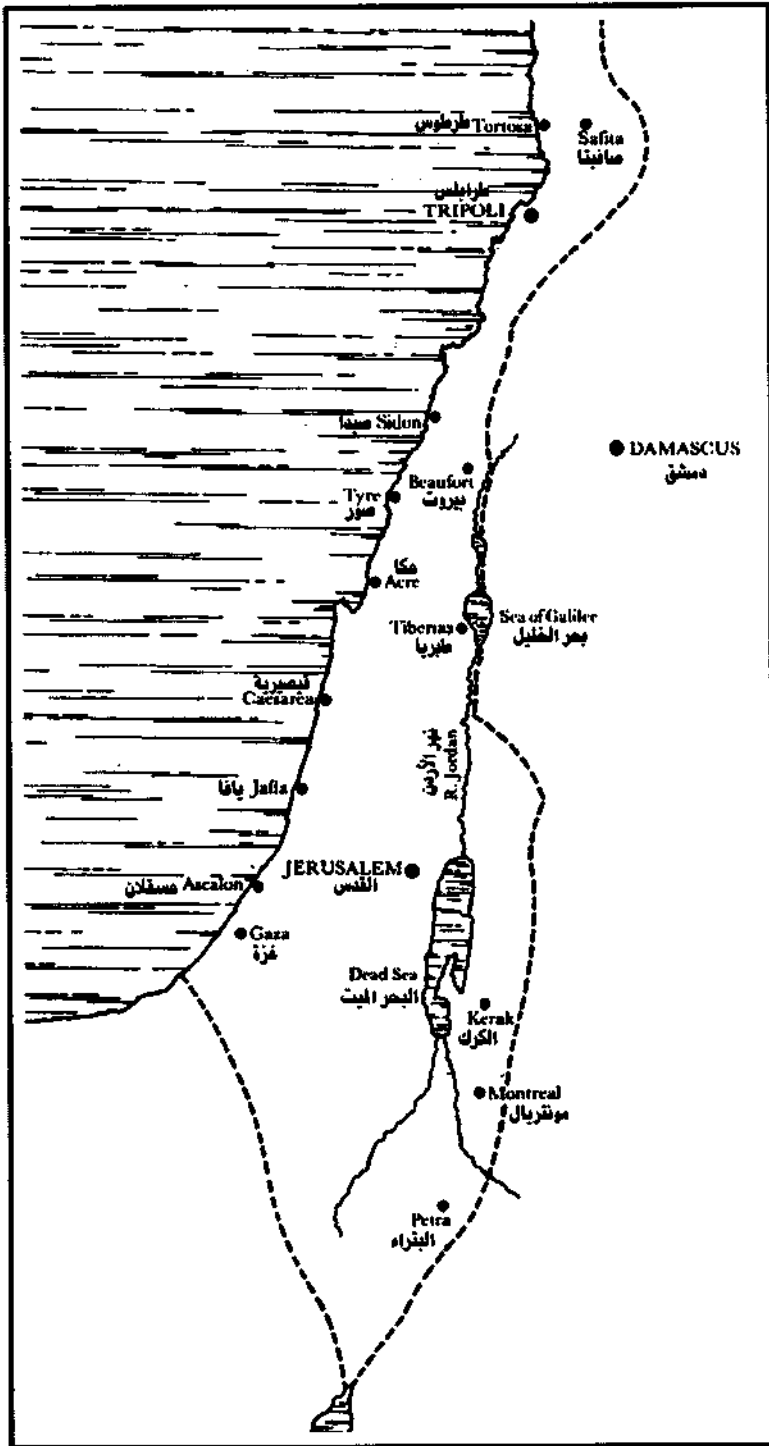 طرطوس Tortosa
Safita
صافيتا
طرابلس
TRIPOLI
صيدا Sidon
DAMASCUS
دمشق
Beaufort
بيروت
Tyre
صور
عكا
Acre
Sea of Galilee
بحر الخليل
Tiberias
طبريا
قيصيرية
Caesarea
نهر الأردن
R. Jordan
يافا Jaffa
JERUSALEM
القدس
عسقلان Ascalon
Gaza
غزة
Dead Sea
البحر الميت
Kerak
الكرك
Montreal
مونتريال
Petra
البتراء